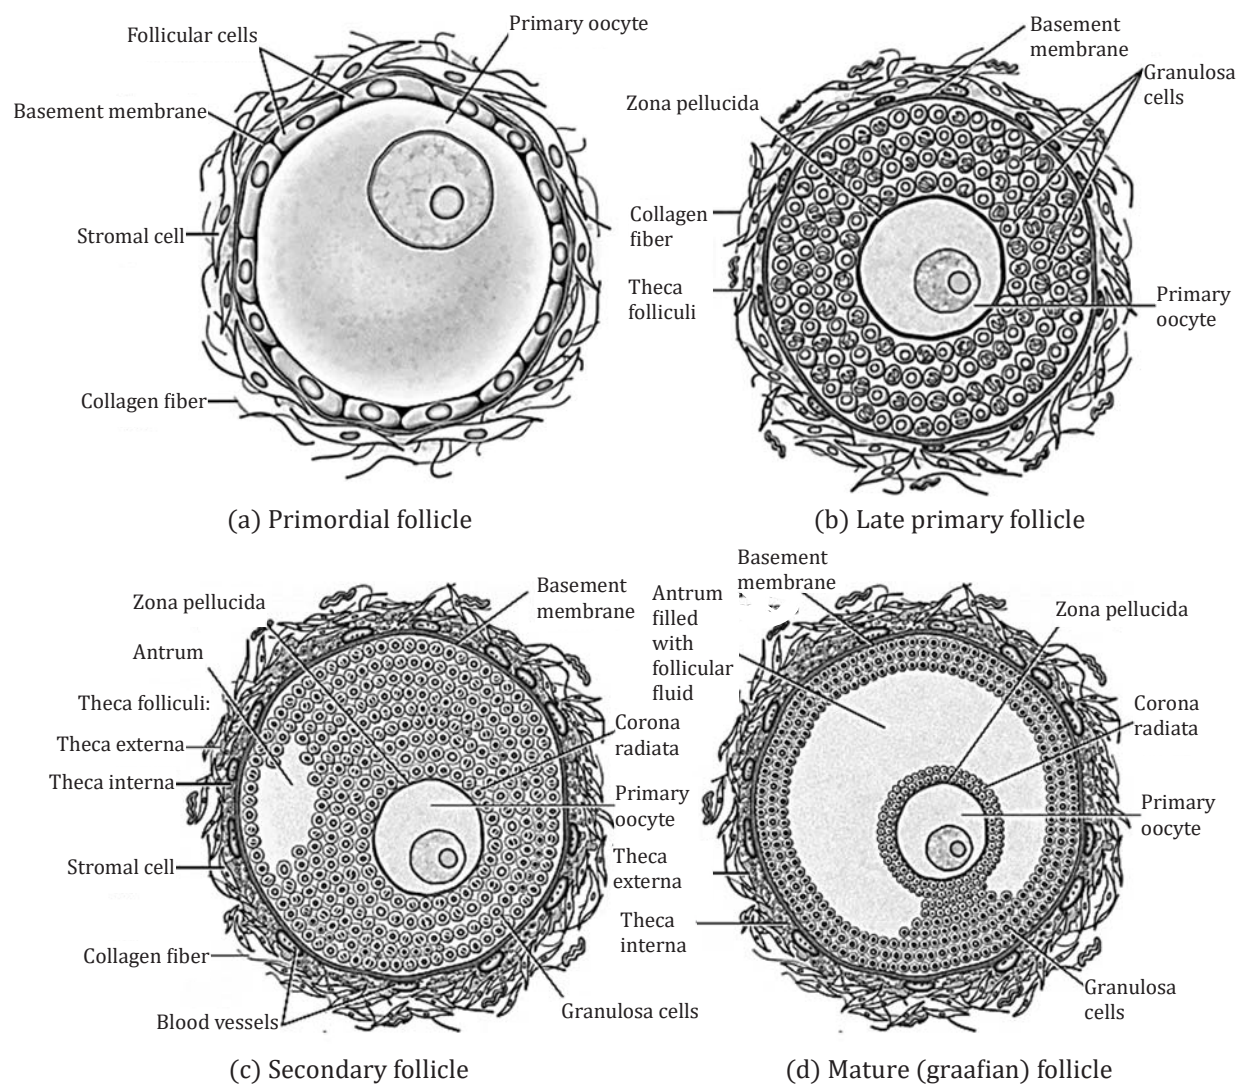 Follicular cells
Primary oocyte
Basement membrane
Stromal cell
Collagen fiber
(a) Primordial follicle
Basement
membrane
Granulosa
cells
Zona pellucida
Collagen
fiber
Theca
folliculi
Primary
oocyte
(b) Late primary follicle
Zona pellucida
Basement
membrane
Antrum
Theca folliculi:
Theca externa
Theca interna
Corona
radiata
Primary
oocyte
Stromal cell
Collagen fiber
Blood vessels
Granulosa cells
(c) Secondary follicle
Basement
membrane
Antrum
filled
with
follicular
fluid
Zona pellucida
Corona
radiata
Primary
oocyte
Theca
externa
Theca
interna
Granulosa
cells
(d) Mature (graafian) follicle